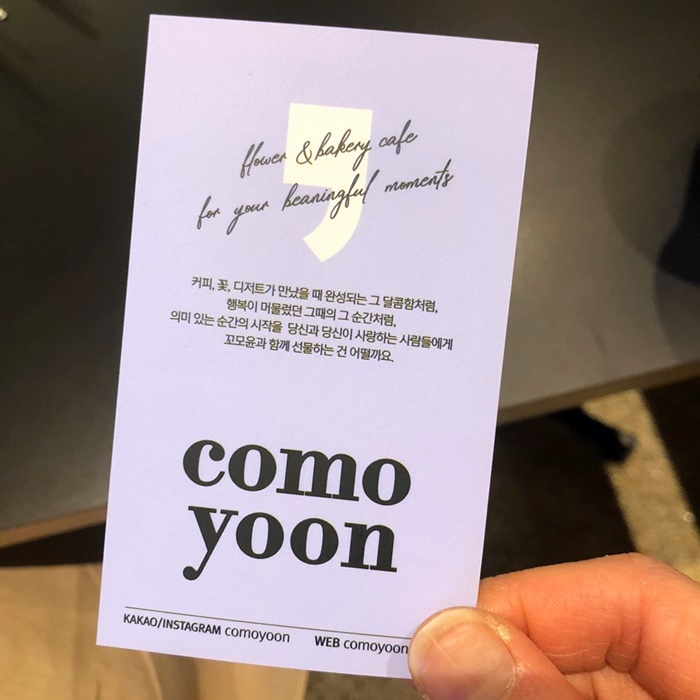 flower & bakery cafe
for your beaningful moments
커피, 꽃, 디저트가 만났을 때 완성되는 그 달콤함처럼,
행복이 머물렀던 그때의 그 순간처럼,
의미 있는 순간의 시작을 당신과 당신이 사랑하는 사람들에게
꼬모윤과 함께 선물하는 건 어떨까요.
como
yoon
KAKAO/INSTAGRAM comoyoon WEB comoyoon